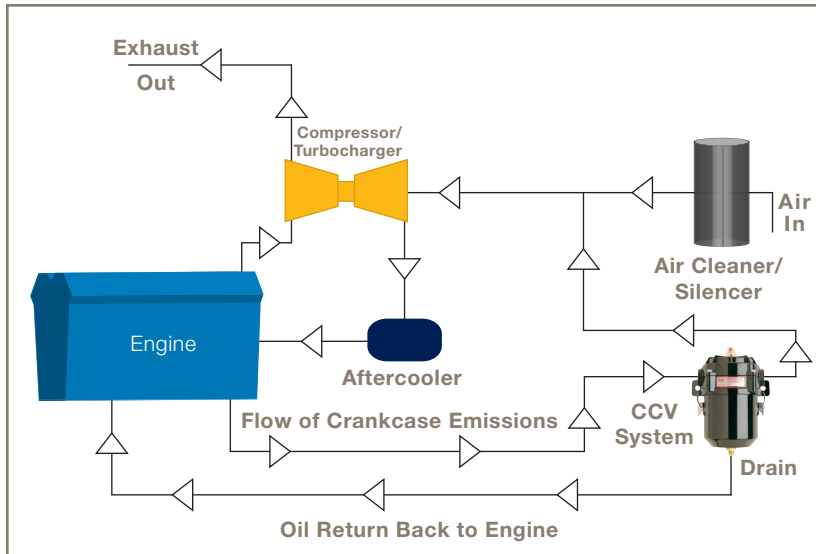 Exhaust
Out
Compressor/
Turbocharger
Air
In
Air Cleaner/
Silencer
Engine
Aftercooler
Flow of Crankcase Emissions
CCV
System
Drain
Oil Return Back to Engine